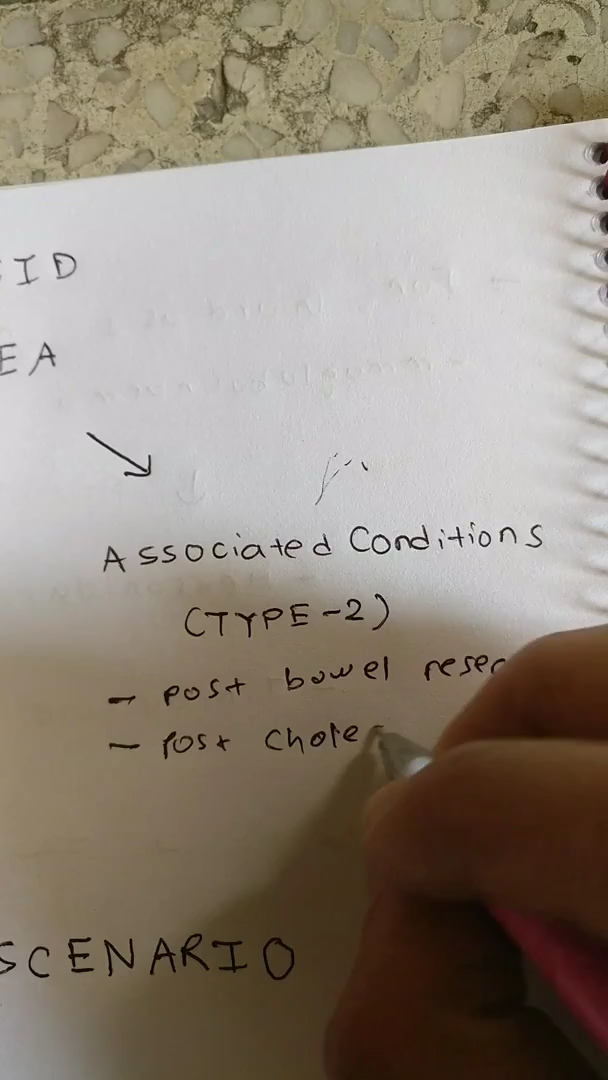 ID
EA
Associated Conditions
(TYPE-2)
- post bowel resec
- Post chole
SCENARIO